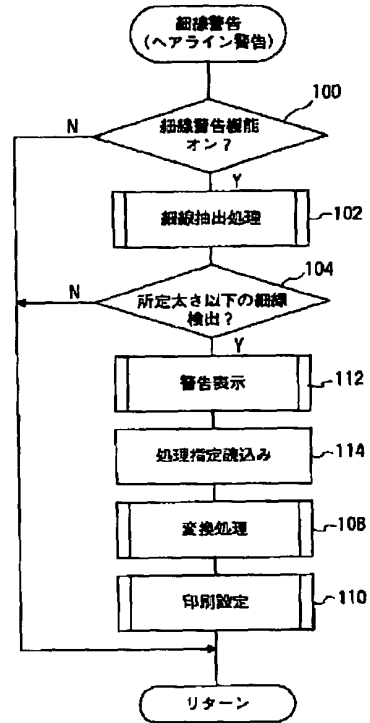 細線警告
(ヘアライン警告)
100
N
細線警告機能
オン?
Y
細線抽出処理
102
104
N
所定太さ以下の細線
検出?
Y
警告表示
112
処理指定読込み
114
変換処理
108
印刷設定
110
リターン